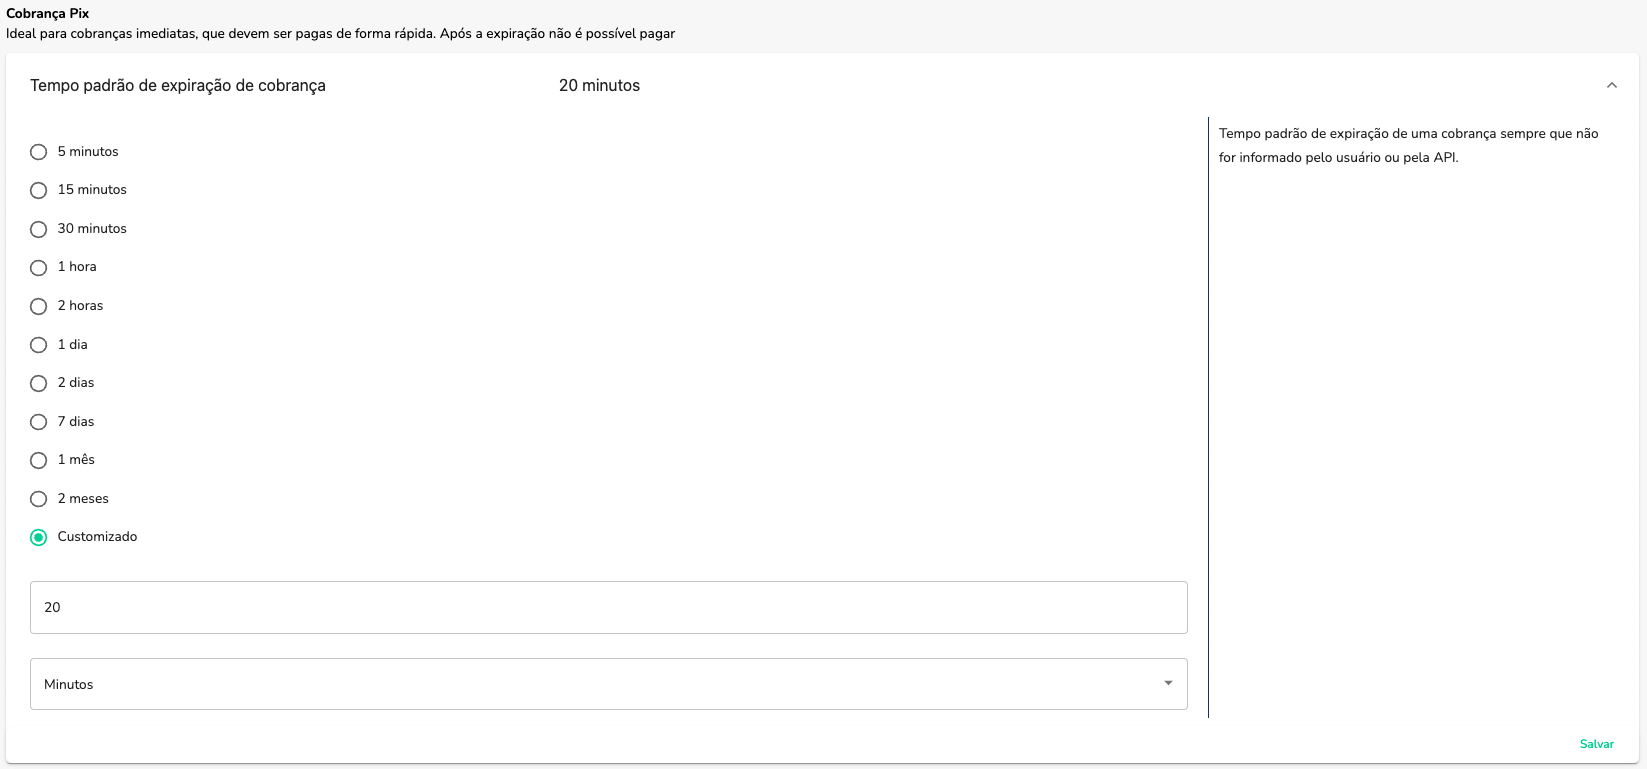 Cobrança Pix
Ideal para cobranças imediatas, que devem ser pagas de forma rápida. Após a expiração não é possível pagar
Tempo padrão de expiração de cobrança
20 minutos
5 minutos
15 minutos
30 minutos
1 hora
2 horas
1 dia
2 dias
7 dias
1 mês
2 meses
Customizado
20
Minutos
Tempo padrão de expiração de uma cobrança sempre que não
for informado pelo usuário ou pela API.
Salvar